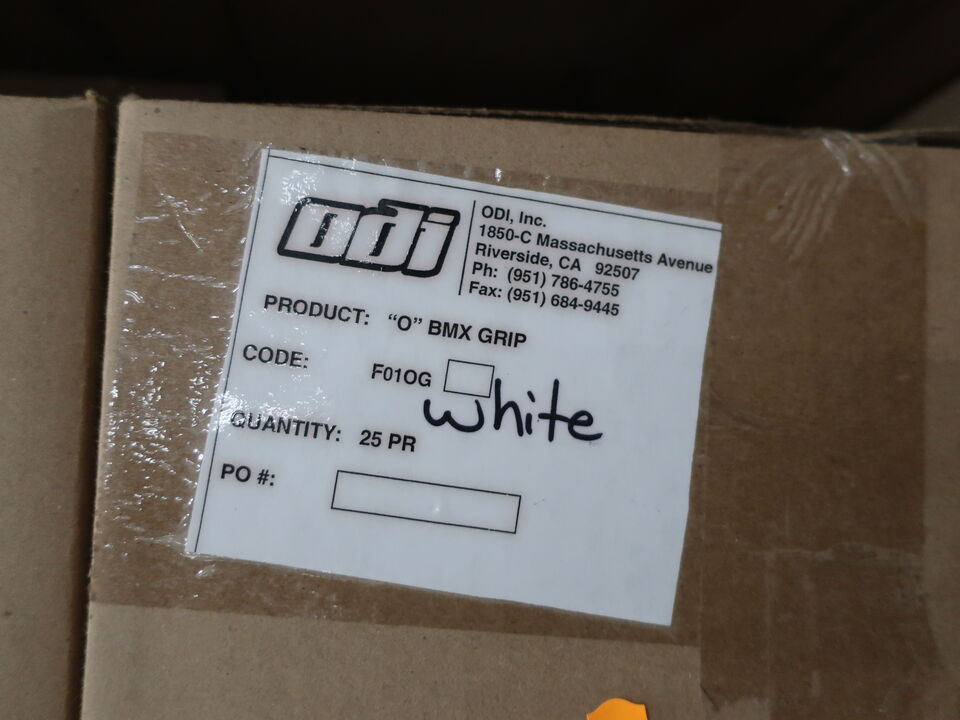 odi
ODI, Inc.
1850-C Massachusetts Avenue
Riverside, CA 92507
Ph: (951) 786-4755
Fax: (951) 684-9445
PRODUCT: “O” BMX GRIP
CODE: F01OG
white
QUANTITY: 25 PR
PO #: